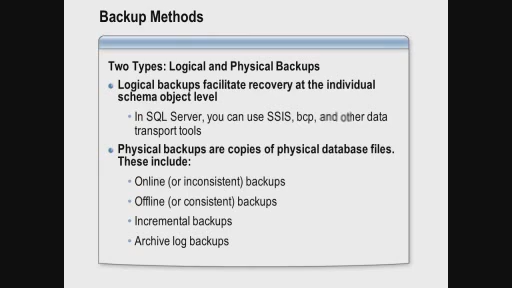 Backup Methods
Two Types: Logical and Physical Backups
Logical backups facilitate recovery at the individual
schema object level
In SQL Server, you can use SSIS, bcp, and other data
transport tools
Physical backups are copies of physical database files.
These include:
Online (or inconsistent) backups
Offline (or consistent) backups
Incremental backups
Archive log backups